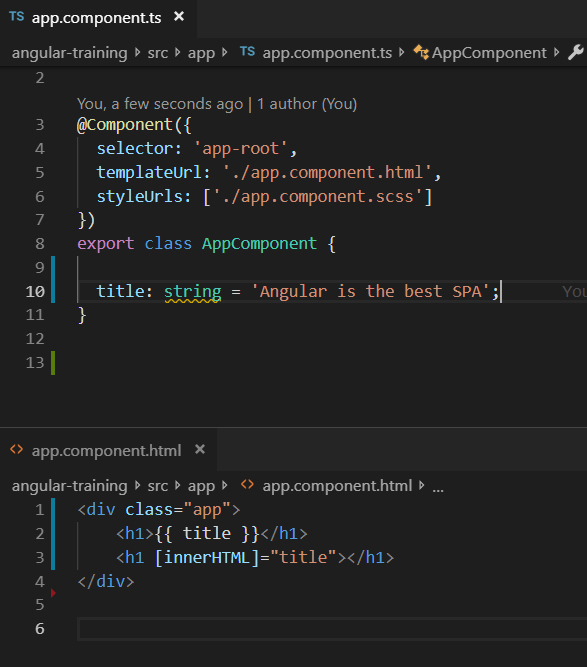 TS app.component.ts ×
angular-training › src › app › TS app.component.ts › AppComponent ›
2
You, a few seconds ago | 1 author (You)
3 @Component({
4   selector: 'app-root',
5   templateUrl: './app.component.html',
6   styleUrls: ['./app.component.scss']
7 })
8 export class AppComponent {
9
10   title: string = 'Angular is the best SPA'; You
11 }
12
13
<> app.component.html ×
angular-training › src › app › <> app.component.html › ...
1 <div class="app">
2     <h1>{{ title }}</h1>
3     <h1 [innerHTML]="title"></h1>
4 </div>
5
6